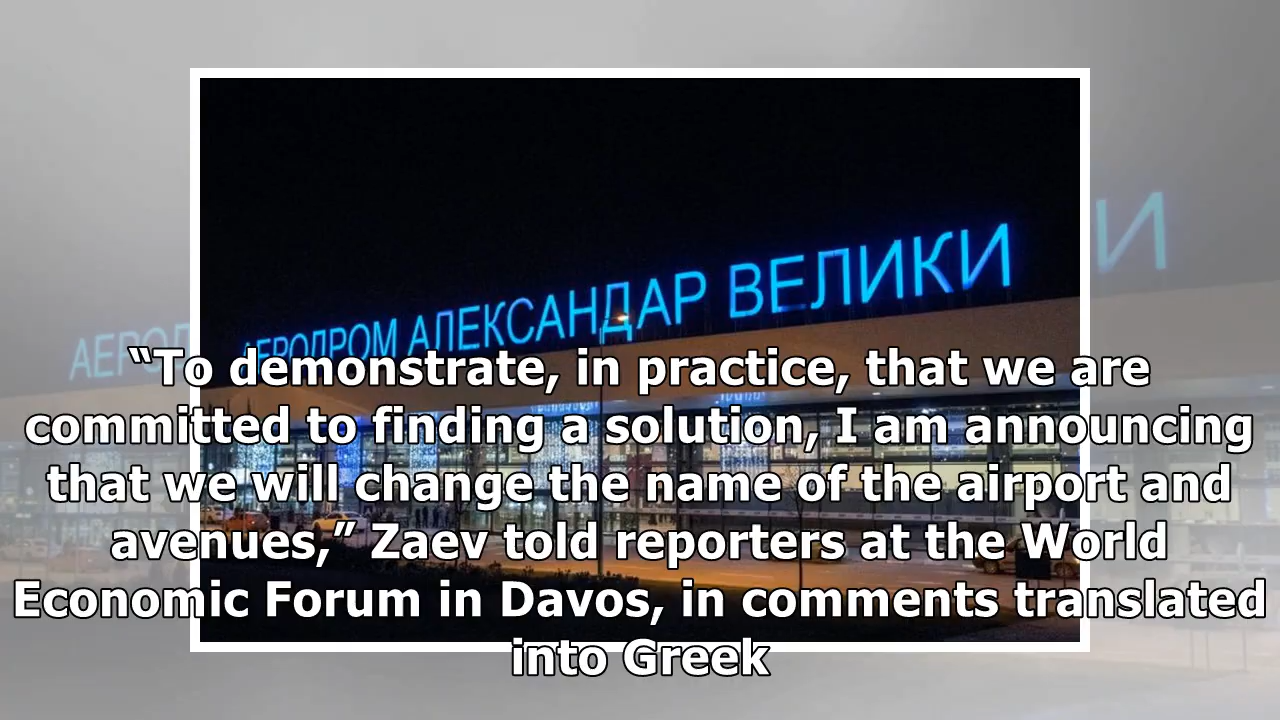 АЕРОДРОМ АЛЕКСАНДАР ВЕЛИКИ
“To demonstrate, in practice, that we are
committed to finding a solution, I am announcing
that we will change the name of the airport and
avenues,” Zaev told reporters at the World
Economic Forum in Davos, in comments translated
into Greek